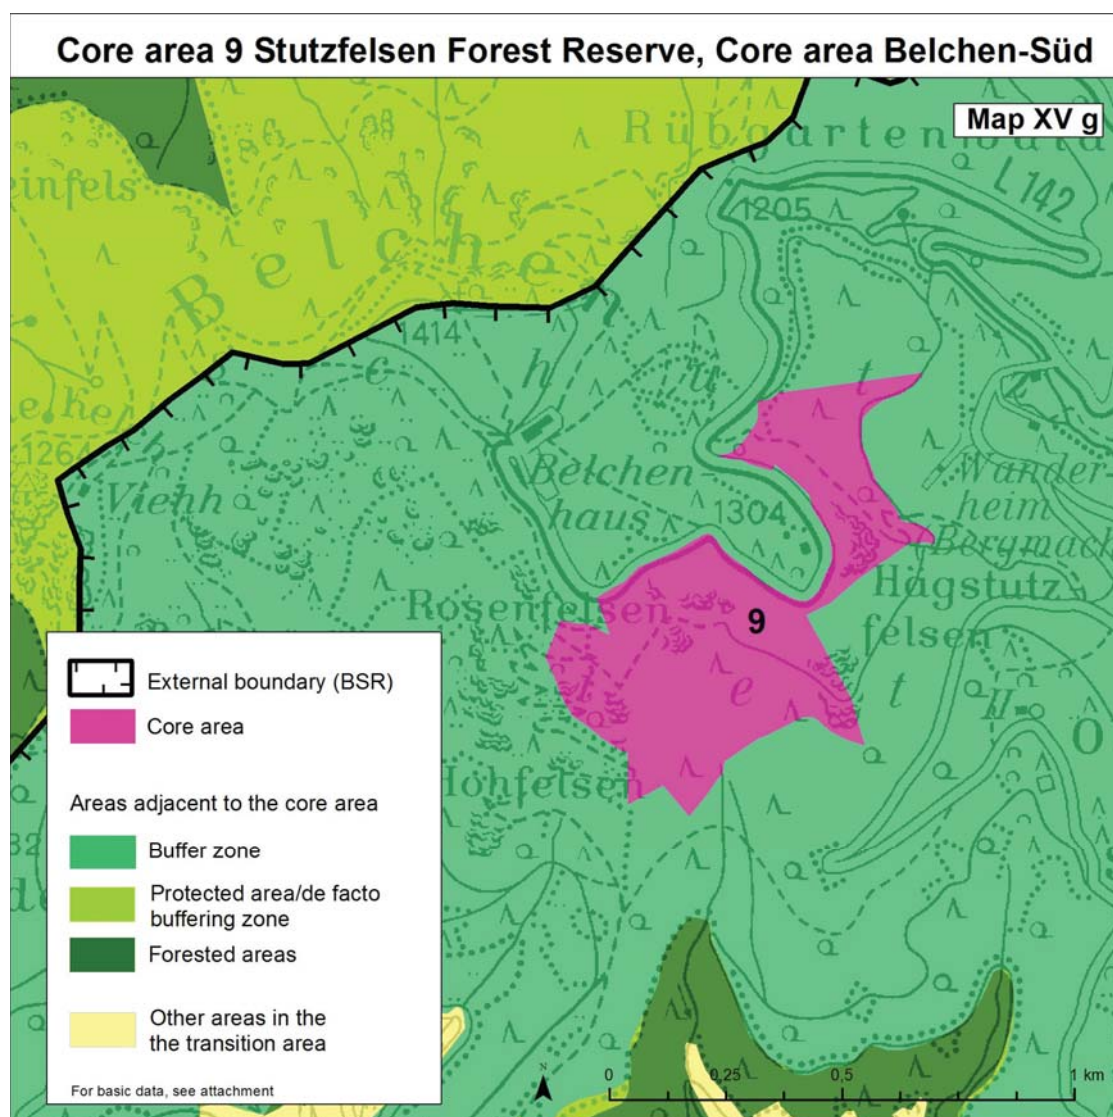 Core area 9 Stutzfelsen Forest Reserve, Core area Belchen-Süd
Map XV g
Rübgartenwald
L 142
einfels
1205
Belchen
1414
1264
Viehh
Belchen
haus
1304
Wander-
heim
Bergmach
Rosenfelsen
Hagstutz
felsen
9
Hohfelsen
External boundary (BSR)
Core area
Areas adjacent to the core area
Buffer zone
Protected area/de facto
buffering zone
Forested areas
Other areas in the
the transition area
For basic data, see attachment
N
0 0,25 0,5 1 km